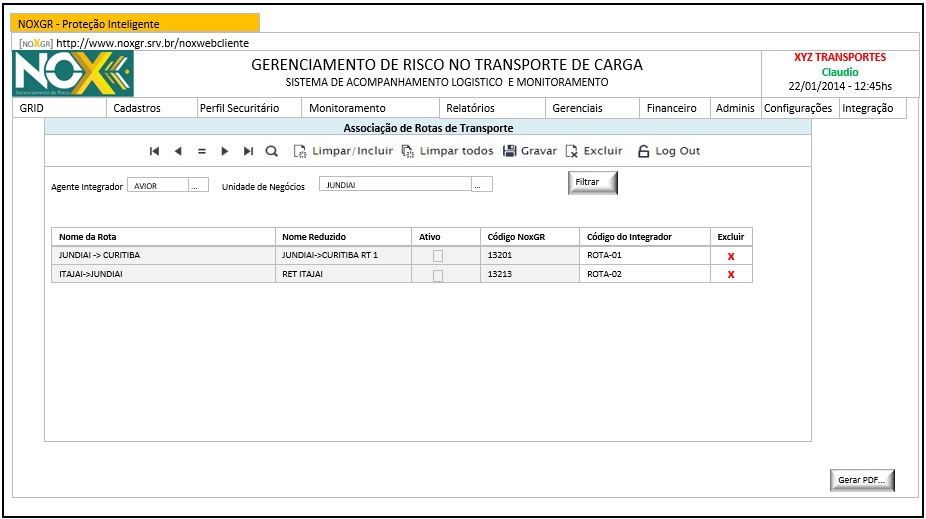 NOXGR - Proteção Inteligente
[NOXGR] http://www.noxgr.srv.br/noxwebcliente
NOX
Gerenciamento de Risco
GERENCIAMENTO DE RISCO NO TRANSPORTE DE CARGA
SISTEMA DE ACOMPANHAMENTO LOGISTICO E MONITORAMENTO
XYZ TRANSPORTES
Claudio
22/01/2014 - 12:45hs
GRID Cadastros Perfil Securitário Monitoramento Relatórios Gerenciais Financeiro Adminis Configurações Integração
Associação de Rotas de Transporte
= Limpar/Incluir Limpar todos Gravar Excluir Log Out
Agente Integrador AVIOR ... Unidade de Negócios JUNDIAI ... Filtrar
Nome da Rota Nome Reduzido Ativo Código NoxGR Código do Integrador Excluir
JUNDIAI -> CURITIBA JUNDIAI->CURITIBA RT 1 13201 ROTA-01 X
ITAJAI->JUNDIAI RET ITAJAI 13213 ROTA-02 X
Gerar PDF...